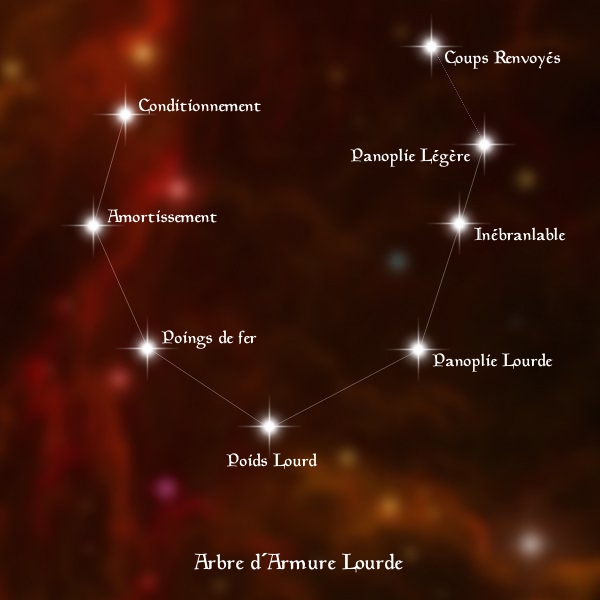 Coups Renvoyés
Conditionnement
Panoplie Légère
Amortissement
Inébranlable
Poings de fer
Panoplie Lourde
Poids Lourd
Arbre d'Armure Lourde